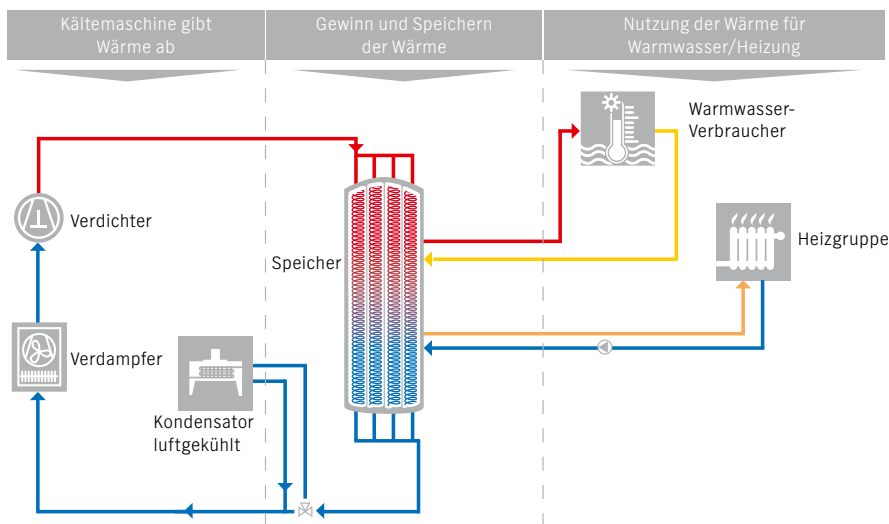 Kältemaschine gibt
Wärme ab
Gewinn und Speichern
der Wärme
Nutzung der Wärme für
Warmwasser/Heizung
Warmwasser-
Verbraucher
Verdichter
Speicher
Heizgruppe
Verdampfer
Kondensator
luftgekühlt